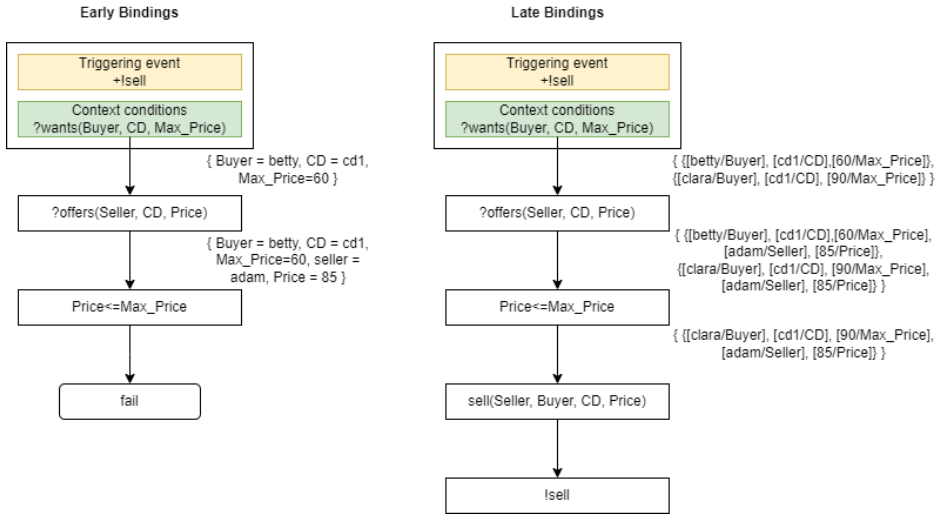 Early Bindings
Triggering event
+!sell
Context conditions
?wants(Buyer, CD, Max_Price)
{ Buyer = betty, CD = cd1,
Max_Price=60 }
?offers(Seller, CD, Price)
{ Buyer = betty, CD = cd1,
Max_Price=60, seller =
adam, Price = 85 }
Price<=Max_Price
fail
Late Bindings
Triggering event
+!sell
Context conditions
?wants(Buyer, CD, Max_Price)
{ {[betty/Buyer], [cd1/CD],[60/Max_Price]},
{[clara/Buyer], [cd1/CD], [90/Max_Price]} }
?offers(Seller, CD, Price)
{ {[betty/Buyer], [cd1/CD],[60/Max_Price],
[adam/Seller], [85/Price]},
{[clara/Buyer], [cd1/CD], [90/Max_Price],
[adam/Seller], [85/Price]} }
Price<=Max_Price
{ {[clara/Buyer], [cd1/CD], [90/Max_Price],
[adam/Seller], [85/Price]} }
sell(Seller, Buyer, CD, Price)
!sell